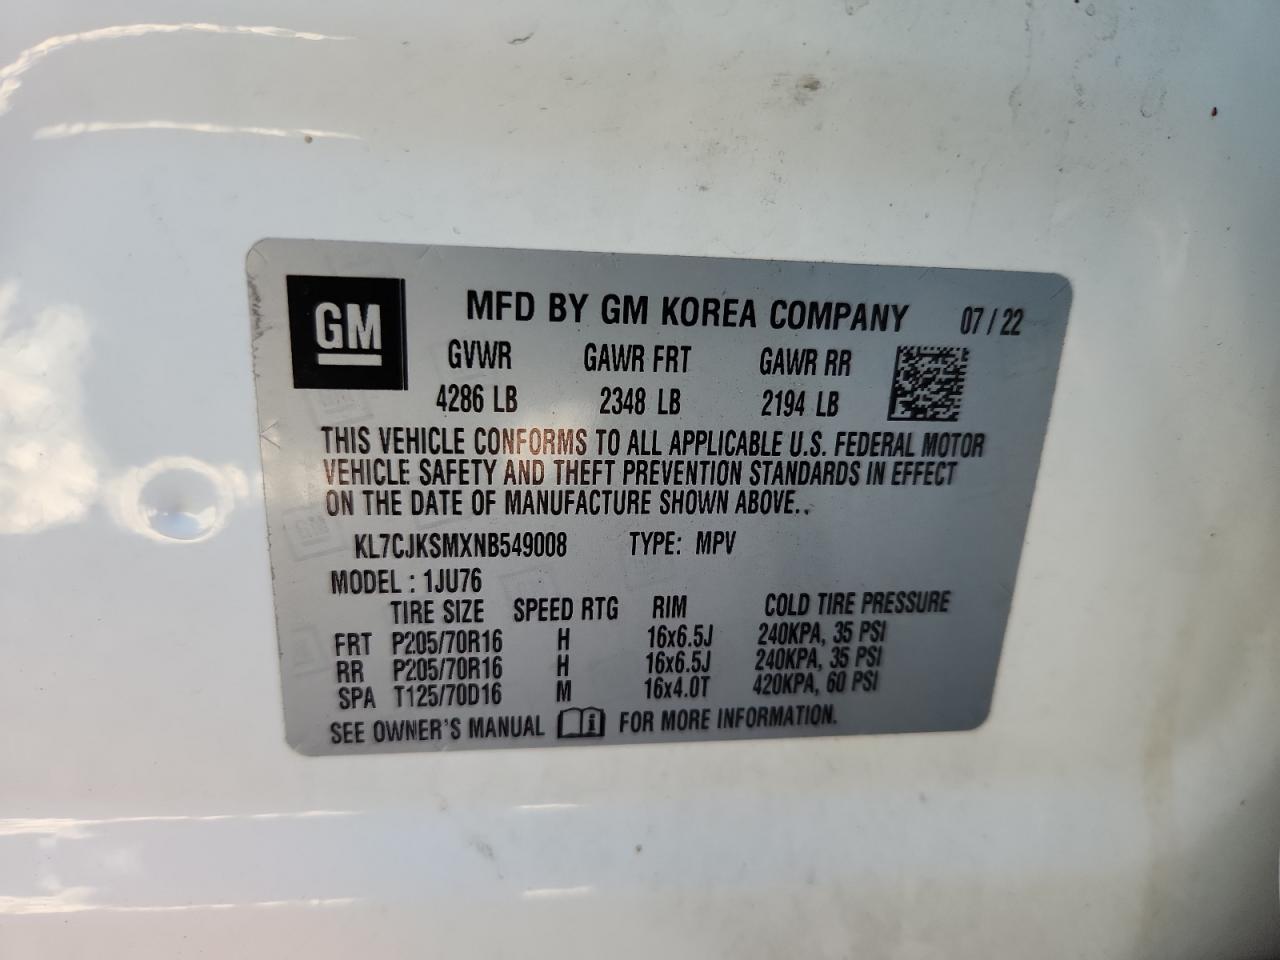 GM
MFD BY GM KOREA COMPANY 07/22
GVWR GAWR FRT GAWR RR
4286 LB 2348 LB 2194 LB
THIS VEHICLE CONFORMS TO ALL APPLICABLE U.S. FEDERAL MOTOR
VEHICLE SAFETY AND THEFT PREVENTION STANDARDS IN EFFECT
ON THE DATE OF MANUFACTURE SHOWN ABOVE..
KL7CJKSMXNB549008 TYPE: MPV
MODEL : 1JU76
TIRE SIZE SPEED RTG RIM COLD TIRE PRESSURE
FRT P205/70R16 H 16x6.5J 240KPA, 35 PSI
RR P205/70R16 H 16x6.5J 240KPA, 35 PSI
SPA T125/70D16 M 16x4.0T 420KPA, 60 PSI
SEE OWNER'S MANUAL i FOR MORE INFORMATION.